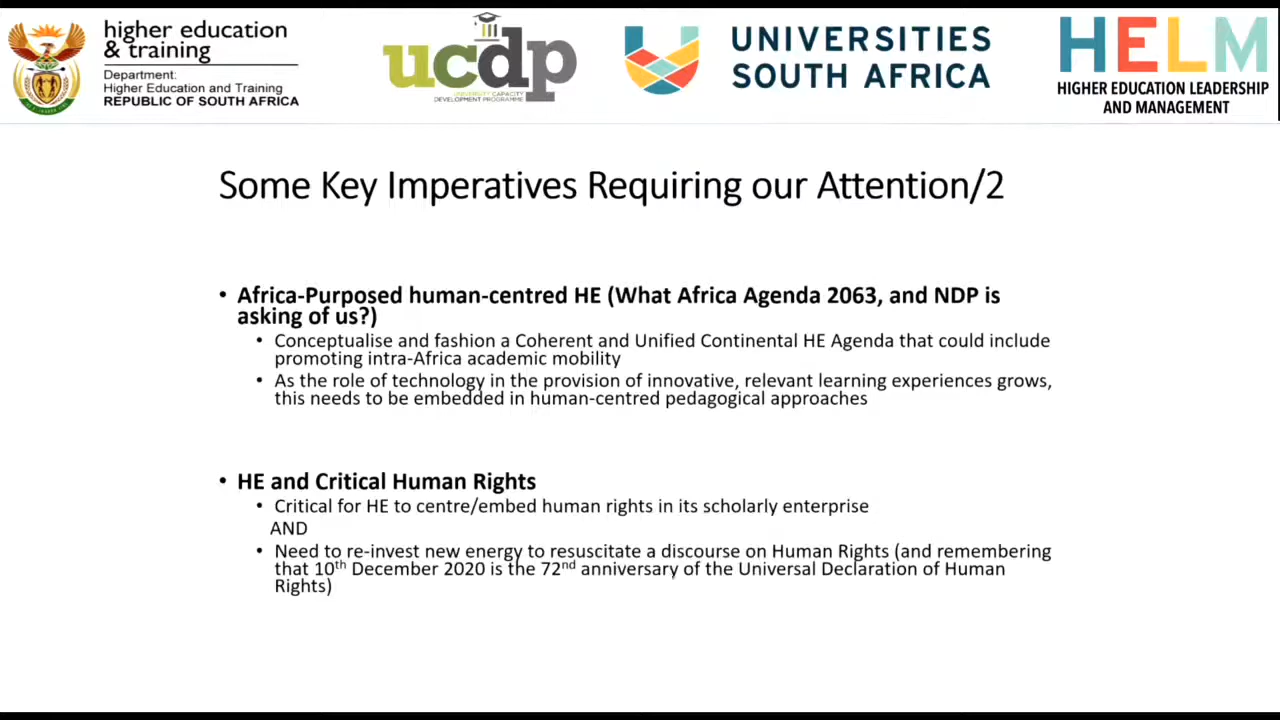 higher education
& training
Department:
Higher Education and Training
REPUBLIC OF SOUTH AFRICA
ucdp
UNIVERSITY CAPACITY
DEVELOPMENT PROGRAMME
UNIVERSITIES
SOUTH AFRICA
HELM
HIGHER EDUCATION LEADERSHIP
AND MANAGEMENT
Some Key Imperatives Requiring our Attention/2
• Africa-Purposed human-centred HE (What Africa Agenda 2063, and NDP is
asking of us?)
• Conceptualise and fashion a Coherent and Unified Continental HE Agenda that could include
promoting intra-Africa academic mobility
• As the role of technology in the provision of innovative, relevant learning experiences grows,
this needs to be embedded in human-centred pedagogical approaches
• HE and Critical Human Rights
• Critical for HE to centre/embed human rights in its scholarly enterprise
AND
• Need to re-invest new energy to resuscitate a discourse on Human Rights (and remembering
that 10th December 2020 is the 72nd anniversary of the Universal Declaration of Human
Rights)